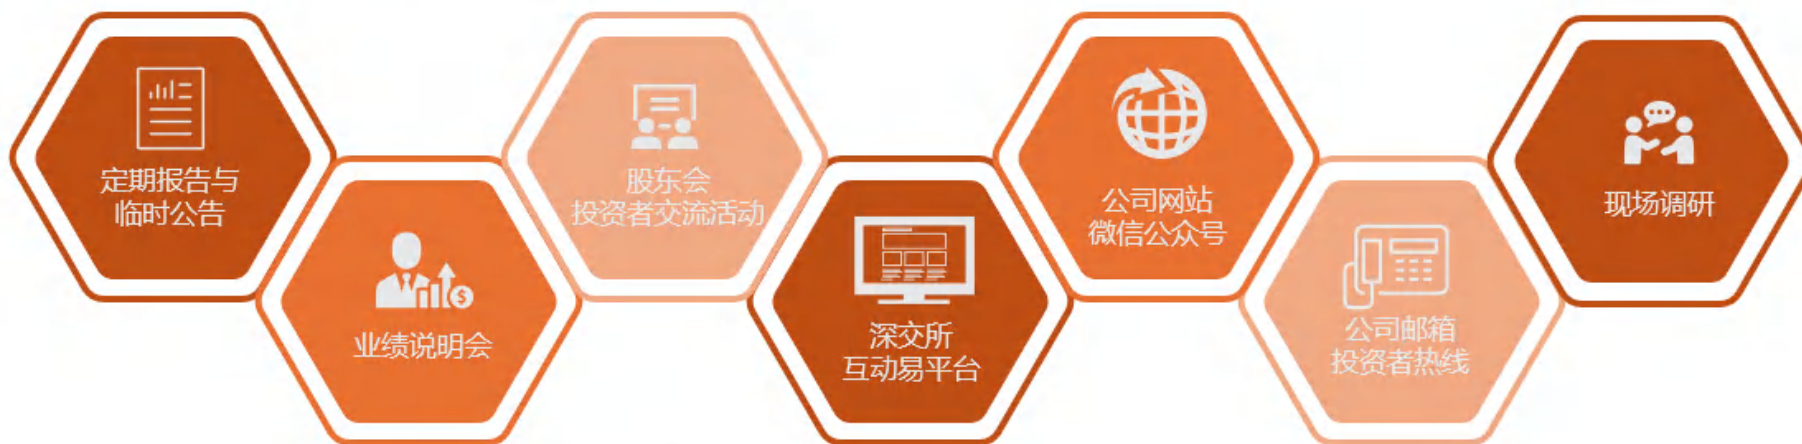 定期报告与
临时公告
业绩说明会
股东会
投资者交流活动
深交所
互动易平台
公司网站
微信公众号
公司邮箱
投资者热线
现场调研